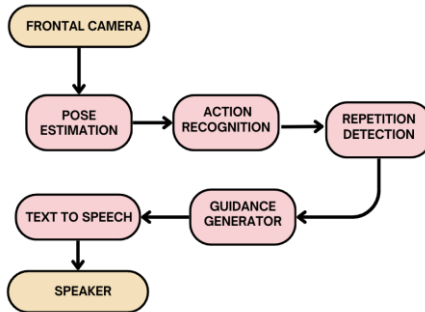 FRONTAL CAMERA
POSE
ESTIMATION
ACTION
RECOGNITION
REPETITION
DETECTION
TEXT TO SPEECH
GUIDANCE
GENERATOR
SPEAKER